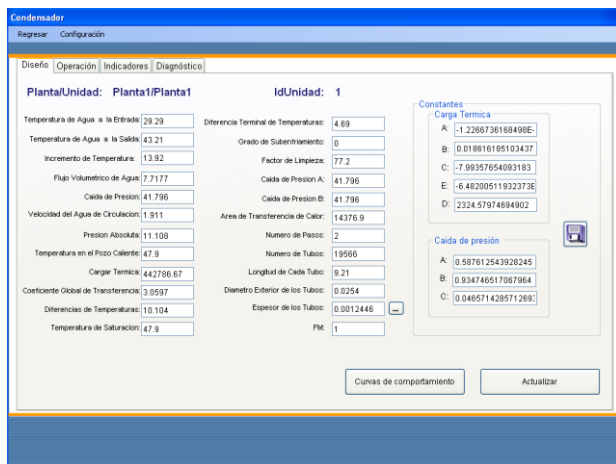 Condensador
Regresar Configuración
Diseño Operación Indicadores Diagnóstico
Planta/Unidad: Planta1/Planta1 IdUnidad: 1
Temperatura de Agua a la Entrada: 29.29
Temperatura de Agua a la Salida: 43.21
Incremento de Temperatura: 13.92
Flujo Volumetrico de Agua: 7.7177
Caida de Presion: 41.796
Velocidad del Agua de Circulacion: 1.911
Presion Absoluta: 11.108
Temperatura en el Pozo Caliente: 47.9
Cargar Termica: 442786.67
Coeficiente Global de Transferencia: 3.0597
Diferencias de Temperaturas: 10.104
Temperatura de Saturacion: 47.9
Diferencia Terminal de Temperaturas: 4.69
Grado de Subenfriamiento: 0
Factor de Limpieza: 77.2
Caida de Presion A: 41.796
Caida de Presion B: 41.796
Area de Transferencia de Calor: 14376.9
Numero de Pasos: 2
Numero de Tubos: 19566
Longitud de Cada Tubo: 9.21
Diametro Exterior de los Tubos: 0.0254
Espesor de los Tubos: 0.0012446 ...
FM: 1
Constantes
Carga Termica
A: -1.2266736168498E-
B: 0.018616185103437
C: -7.99357654093183
E: -6.48200511932373E
D: 2324.57974694902
Caida de presión
A: 0.587612543928245
B: 0.934746517067964
C: 0.046571428571269
Curvas de comportamiento Actualizar